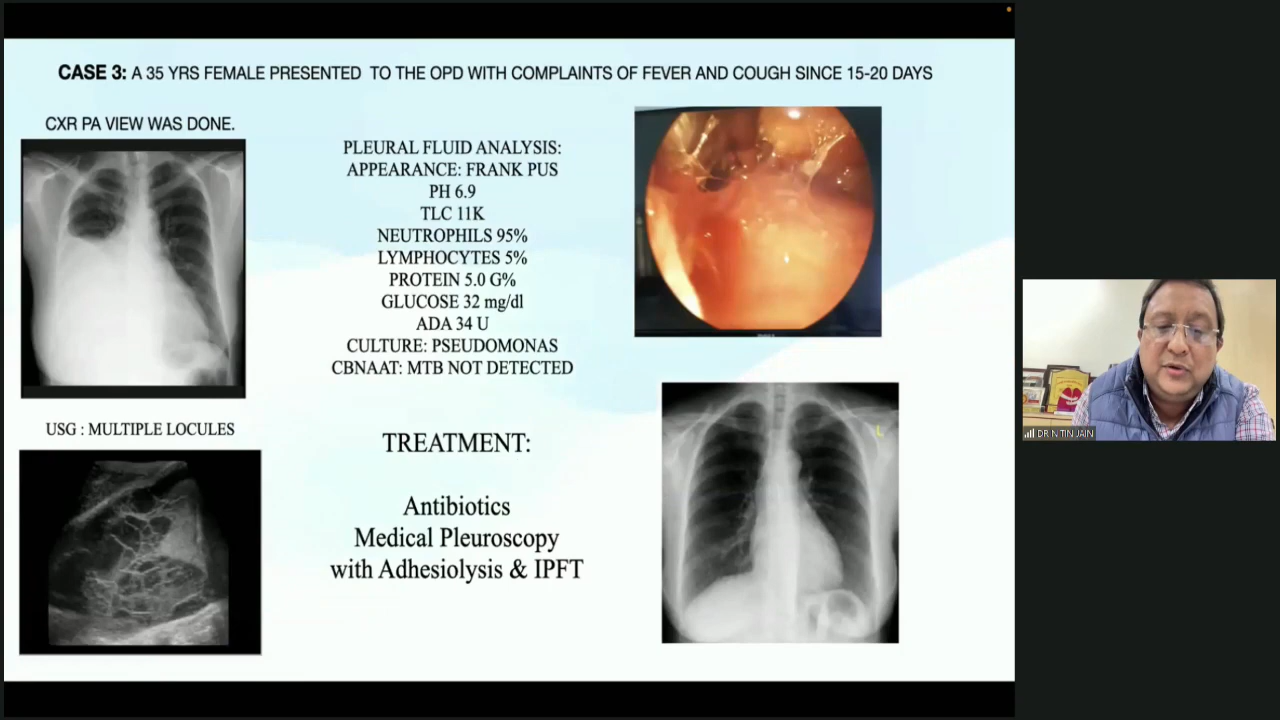 CASE 3: A 35 YRS FEMALE PRESENTED TO THE OPD WITH COMPLAINTS OF FEVER AND COUGH SINCE 15-20 DAYS
CXR PA VIEW WAS DONE.
USG : MULTIPLE LOCULES
PLEURAL FLUID ANALYSIS:
APPEARANCE: FRANK PUS
PH 6.9
TLC 11K
NEUTROPHILS 95%
LYMPHOCYTES 5%
PROTEIN 5.0 G%
GLUCOSE 32 mg/dl
ADA 34 U
CULTURE: PSEUDOMONAS
CBNAAT: MTB NOT DETECTED
TREATMENT:
Antibiotics
Medical Pleuroscopy
with Adhesiolysis & IPFT
L
DR NITIN JAIN